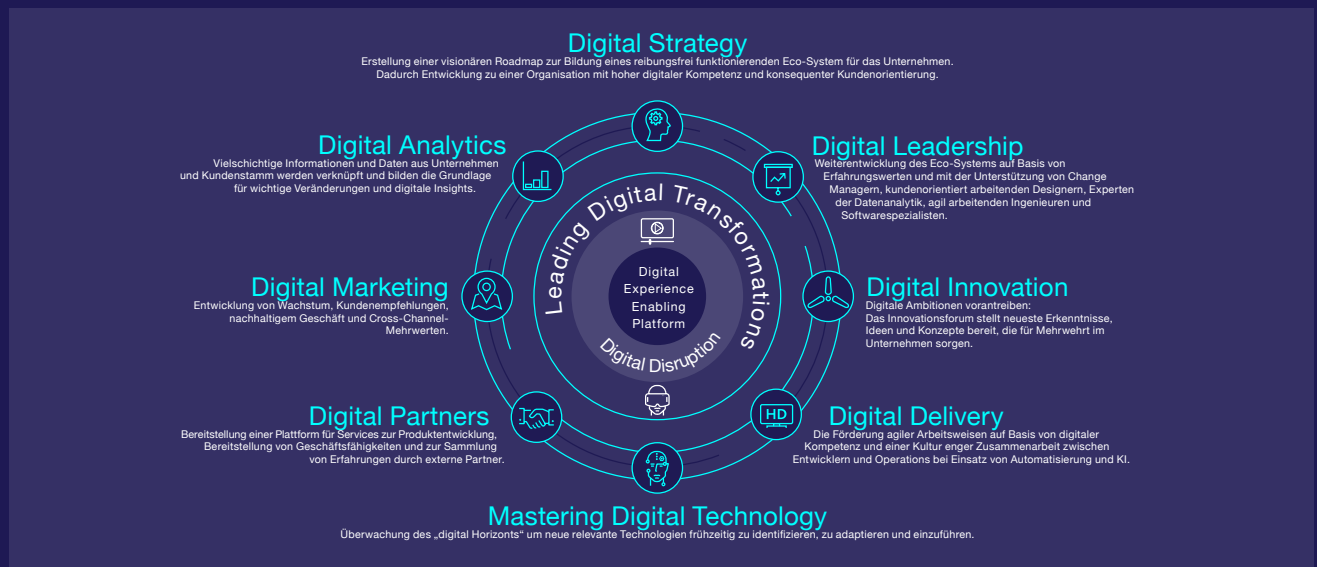 Digital Strategy
Erstellung einer visionären Roadmap zur Bildung eines reibungsfrei funktionierenden Eco-System für das Unternehmen.
Dadurch Entwicklung zu einer Organisation mit hoher digitaler Kompetenz und konsequenter Kundenorientierung.
Digital Analytics
Vielschichtige Informationen und Daten aus Unternehmen
und Kundenstamm werden verknüpft und bilden die Grundlage
für wichtige Veränderungen und digitale Insights.
Digital Leadership
Weiterentwicklung des Eco-Systems auf Basis von
Erfahrungswerten und mit der Unterstützung von Change
Managern, kundenorientiert arbeitenden Designern, Experten
der Datenanalytik, agil arbeitenden Ingenieuren und
Softwarespezialisten.
Leading Digital Transformations
Digital
Experience
Enabling
Platform
Digital Disruption
Digital Marketing
Entwicklung von Wachstum, Kundenempfehlungen,
nachhaltigem Geschäft und Cross-Channel-
Mehrwerten.
Digital Innovation
Digitale Ambitionen vorantreiben:
Das Innovationsforum stellt neueste Erkenntnisse,
Ideen und Konzepte bereit, die für Mehrwehrt im
Unternehmen sorgen.
Digital Partners
Bereitstellung einer Plattform für Services zur Produktentwicklung,
Bereitstellung von Geschäftsfähigkeiten und zur Sammlung
von Erfahrungen durch externe Partner.
HD
Digital Delivery
Die Förderung agiler Arbeitsweisen auf Basis von digitaler
Kompetenz und einer Kultur enger Zusammenarbeit zwischen
Entwicklern und Operations bei Einsatz von Automatisierung und KI.
Mastering Digital Technology
Überwachung des „digital Horizonts“ um neue relevante Technologien frühzeitig zu identifizieren, zu adaptieren und einzuführen.